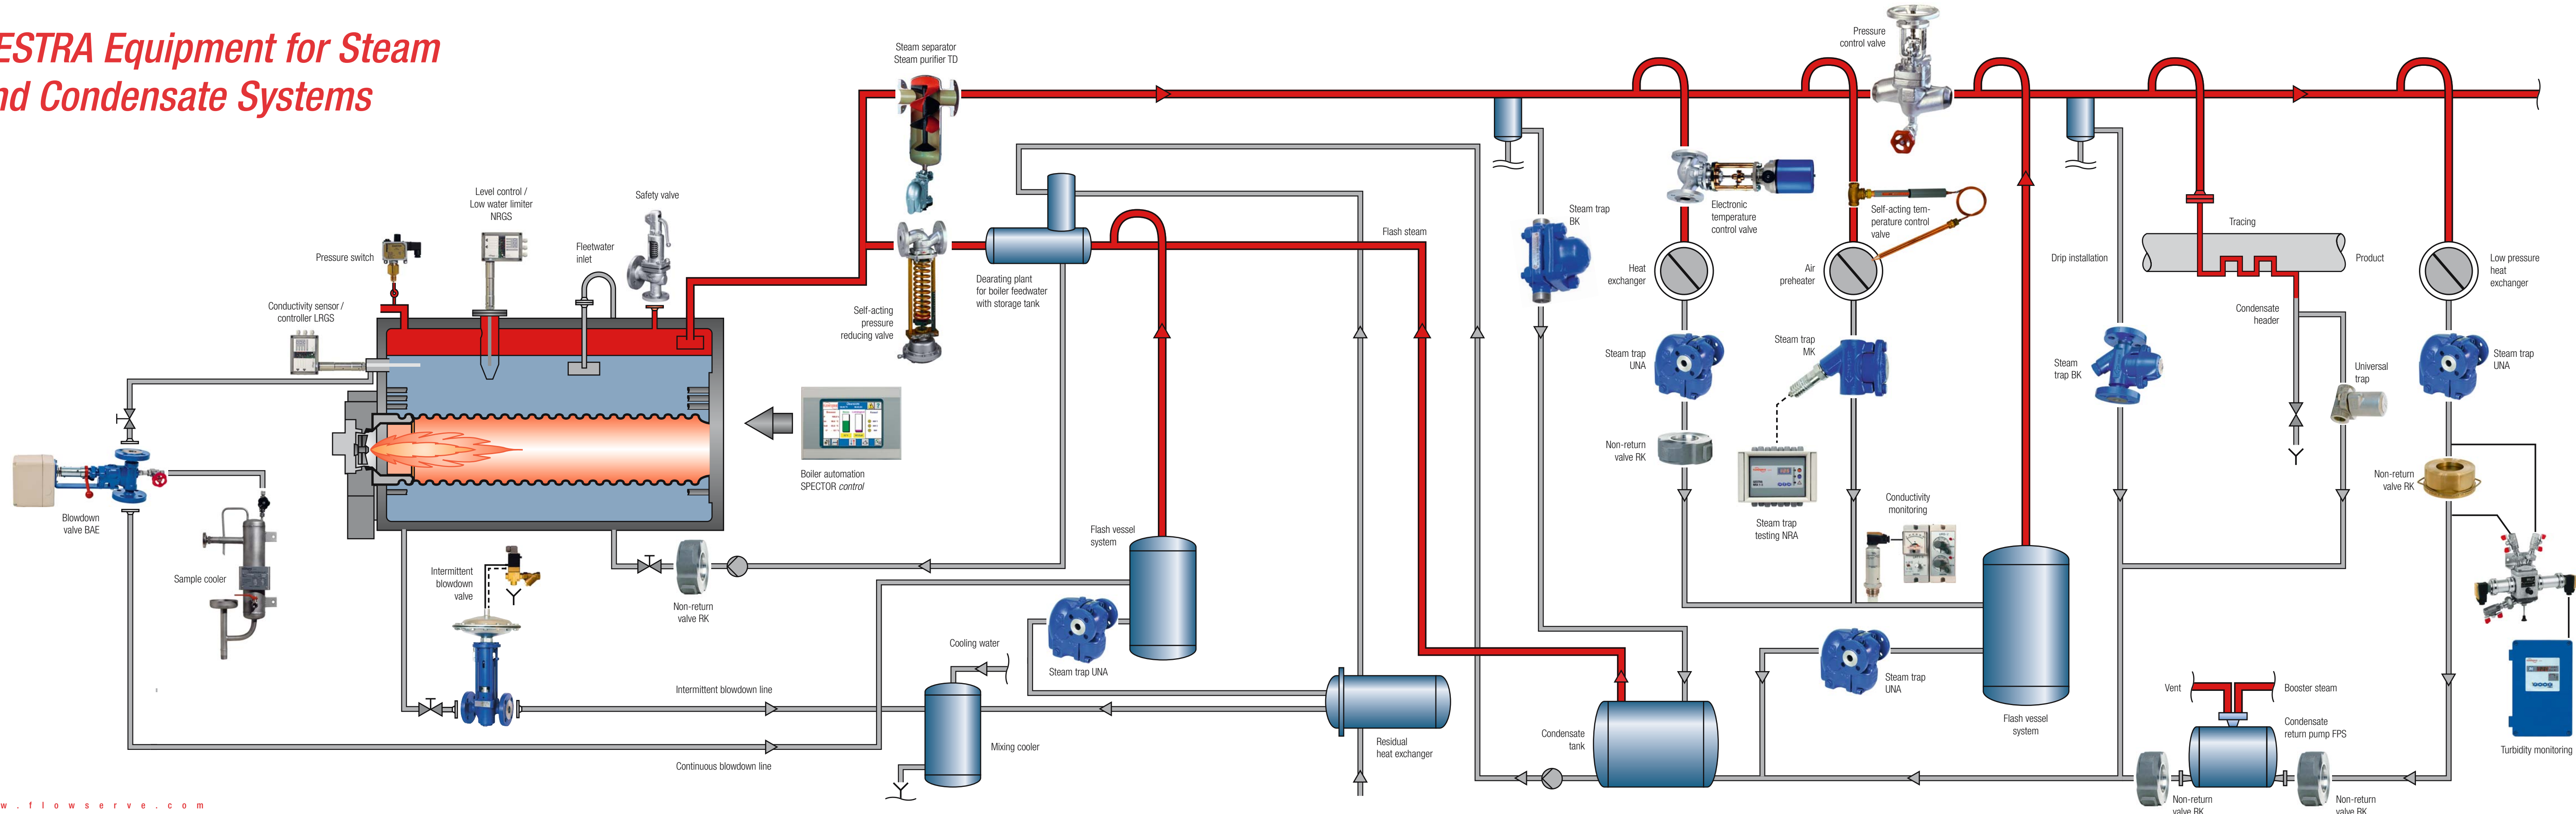 ESTRA Equipment for Steam
nd Condensate Systems
Steam separator
Steam purifier TD
Pressure
control valve
Level control /
Low water limiter
NRGS
Safety valve
Fleetwater
inlet
Pressure switch
Conductivity sensor /
controller LRGS
Self-acting
pressure
reducing valve
Dearating plant
for boiler feedwater
with storage tank
Flash steam
Steam trap
BK
Electronic
temperature
control valve
Self-acting tem-
perature control
valve
Heat
exchanger
Air
preheater
Drip installation
Tracing
Product
Low pressure
heat
exchanger
Condensate
header
Steam trap
UNA
Steam trap
MK
Steam
trap BK
Universal
trap
Steam trap
UNA
Non-return
valve RK
Non-return
valve RK
Boiler automation
SPECTOR control
Blowdown
valve BAE
Sample cooler
Intermittent
blowdown
valve
Non-return
valve RK
Flash vessel
system
Steam trap
testing NRA
Conductivity
monitoring
Cooling water
Steam trap UNA
Steam trap
UNA
Intermittent blowdown line
Continuous blowdown line
Mixing cooler
Residual
heat exchanger
Condensate
tank
Flash vessel
system
Vent
Booster steam
Condensate
return pump FPS
Turbidity monitoring
Non-return
valve RK
Non-return
valve RK
w.flowserve.com